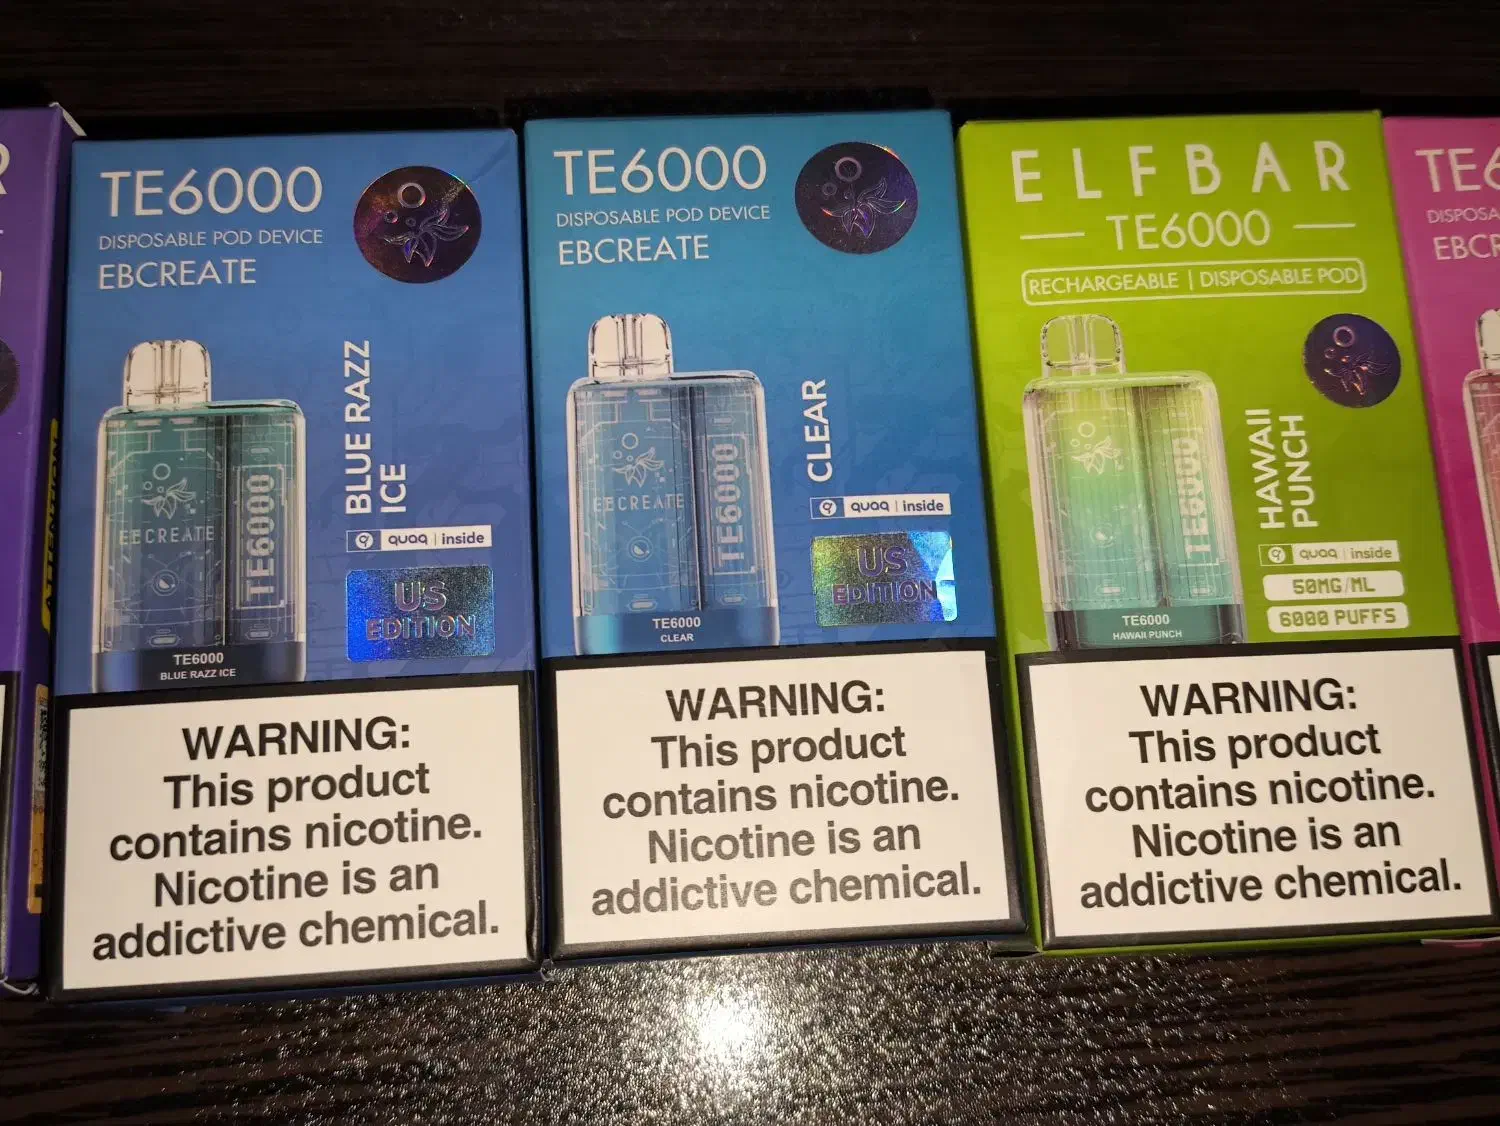 R
TE6000
DISPOSABLE POD DEVICE
EBCREATE
BLUE RAZZ
ICE
quaq | inside
US
EDITION
EBCREATE
TE6000
TE6000
BLUE RAZZ ICE
WARNING:
This product
contains nicotine.
Nicotine is an
addictive chemical.
TE6000
DISPOSABLE POD DEVICE
EBCREATE
CLEAR
quaq | inside
US
EDITION
EBCREATE
TE6000
TE6000
CLEAR
WARNING:
This product
contains nicotine.
Nicotine is an
addictive chemical.
ELFBAR
TE6000
RECHARGEABLE | DISPOSABLE POD
HAWAII
PUNCH
quaq | inside
50MG/ML
6000 PUFFS
TE6000
TE6000
HAWAII PUNCH
WARNING:
This product
contains nicotine.
Nicotine is an
addictive chemical.
TE6
DISPOSA
EBCR